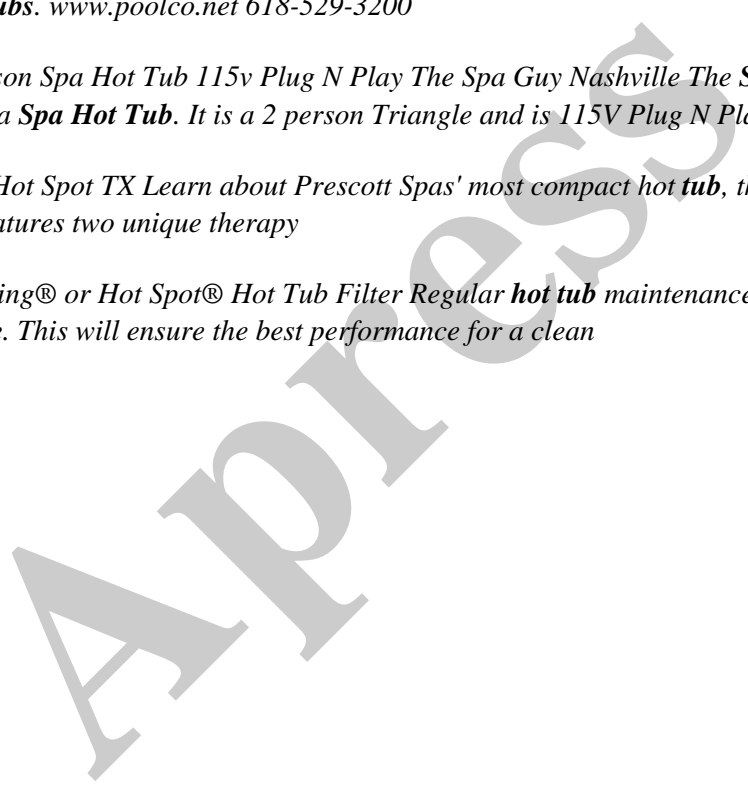 ubs. www.poolco.net 618-529-3200
son Spa Hot Tub 115v Plug N Play The Spa Guy Nashville The S
a Spa Hot Tub. It is a 2 person Triangle and is 115V Plug N Pla
Hot Spot TX Learn about Prescott Spas' most compact hot tub, th
atures two unique therapy
ing® or Hot Spot® Hot Tub Filter Regular hot tub maintenance
e. This will ensure the best performance for a clean
Apress